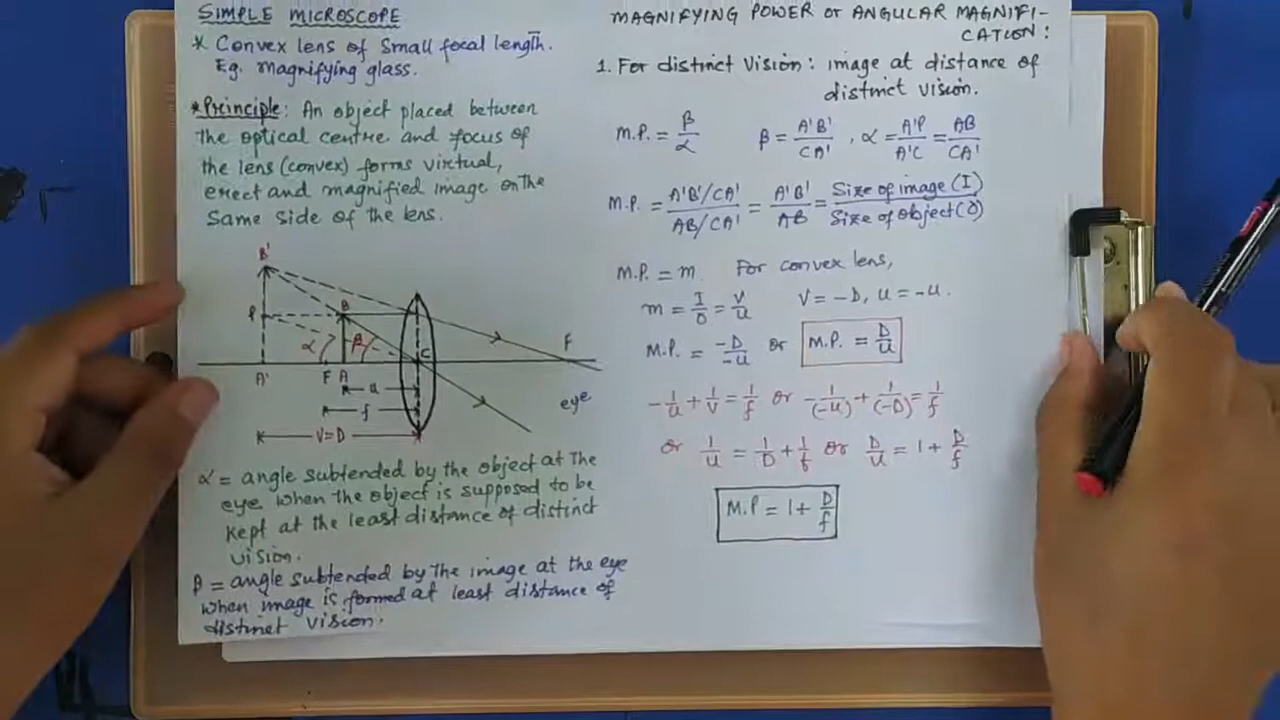 SIMPLE MICROSCOPE
* Convex lens of small focal length.
Eg. Magnifying glass.
* Principle: An object placed between
the optical centre and focus of
the lens (convex) forms virtual,
erect and magnified image on the
same side of the lens.
B'
P B
α β C F
A' F A
u
f
eye
V=D
α = angle subtended by the object at the
eye when the object is supposed to be
kept at the least distance of distinct
vision.
β = angle subtended by the image at the eye
when image is formed at least distance of
distinct vision.
MAGNIFYING POWER or ANGULAR MAGNIFI-
CATION:
1. For distinct vision: image at distance of
distinct vision.
M.P. = β/α β = A'B'/CA' , α = A'P/A'C = AB/CA'
M.P. = A'B'/CA' / AB/CA' = A'B'/AB = Size of image (I)/Size of object (O)
M.P. = m. For convex lens,
m = I/O = V/u V = -D, u = -u.
M.P. = -D/-u or M.P. = D/u
-1/u + 1/V = 1/f or -1/(-u) + 1/(-D) = 1/f
or 1/u = 1/D + 1/f or D/u = 1 + D/f
M.P = 1 + D/f